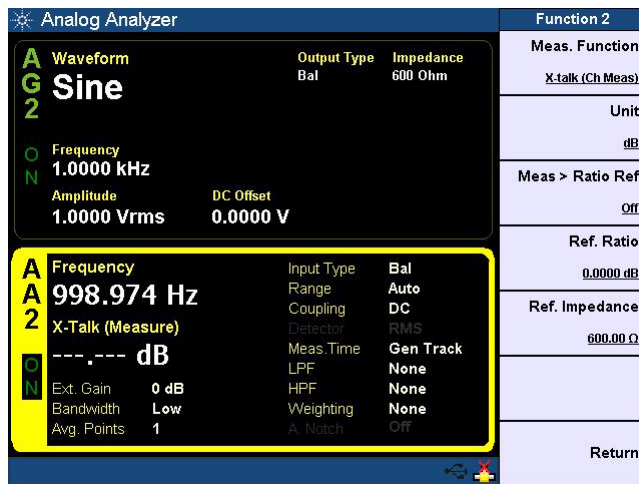 Analog Analyzer
AG2
ON
Waveform
Sine
Output Type Impedance
Bal 600 Ohm
Frequency
1.0000 kHz
Amplitude DC Offset
1.0000 Vrms 0.0000 V
AA2
ON
Frequency
998.974 Hz
X-Talk (Measure)
---.--- dB
Ext. Gain 0 dB
Bandwidth Low
Avg. Points 1
Input Type Bal
Range Auto
Coupling DC
Detector RMS
Meas.Time Gen Track
LPF None
HPF None
Weighting None
A. Notch Off
Function 2
Meas. Function
X-talk (Ch Meas)
Unit
dB
Meas > Ratio Ref
Off
Ref. Ratio
0.0000 dB
Ref. Impedance
600.00 Ω
Return